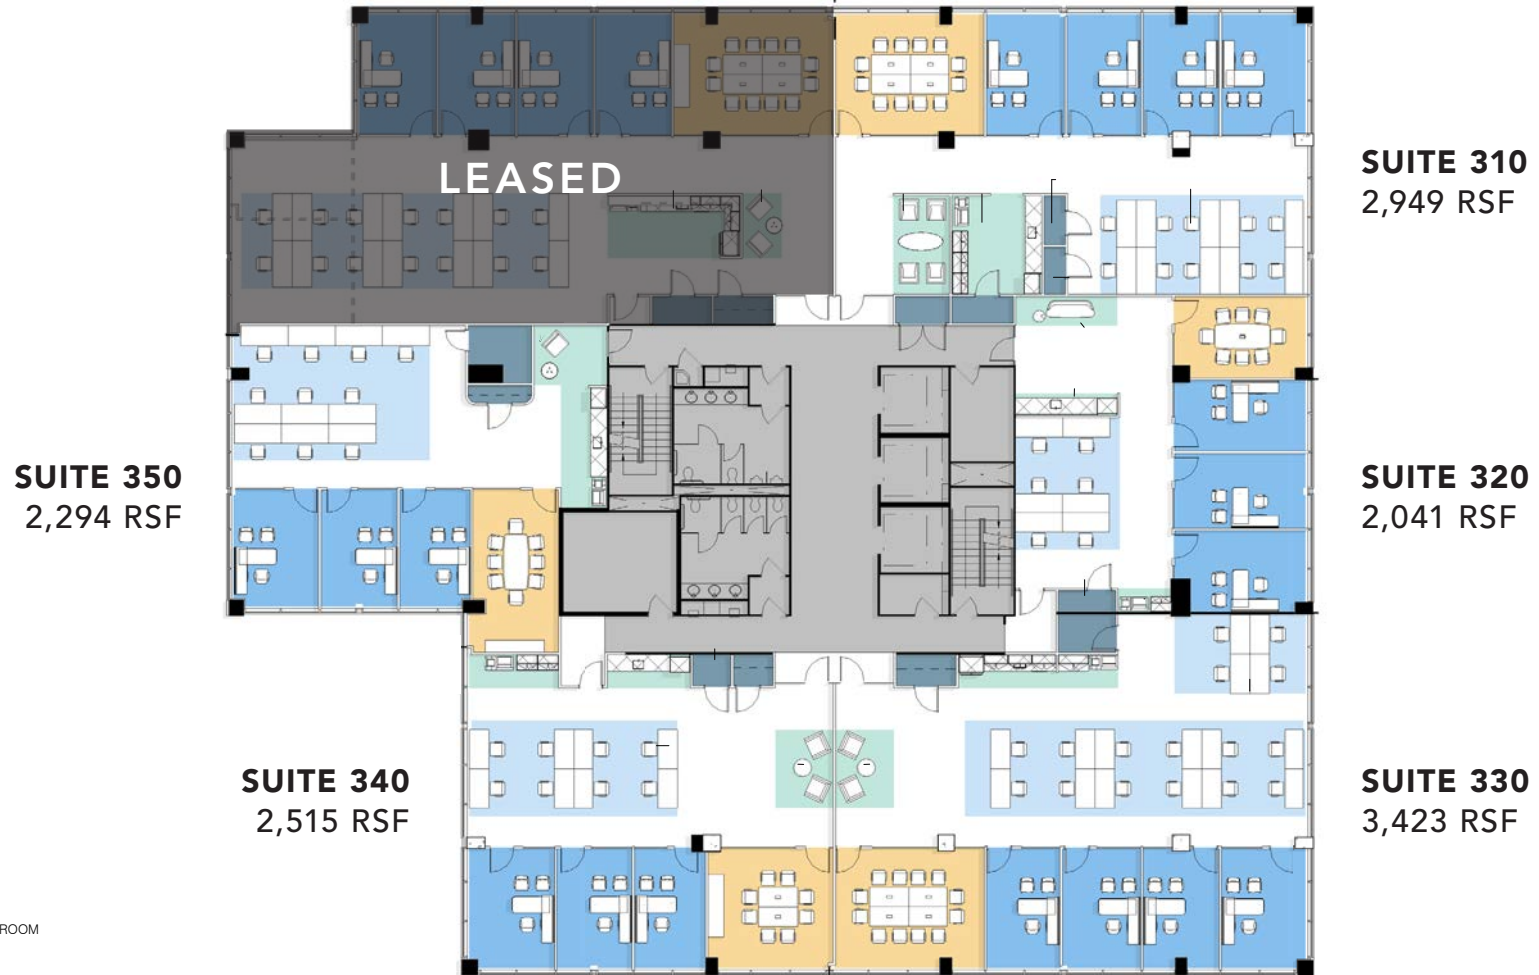 LEASED
SUITE 310
2,949 RSF
SUITE 350
2,294 RSF
SUITE 320
2,041 RSF
SUITE 340
2,515 RSF
SUITE 330
3,423 RSF
ROOM